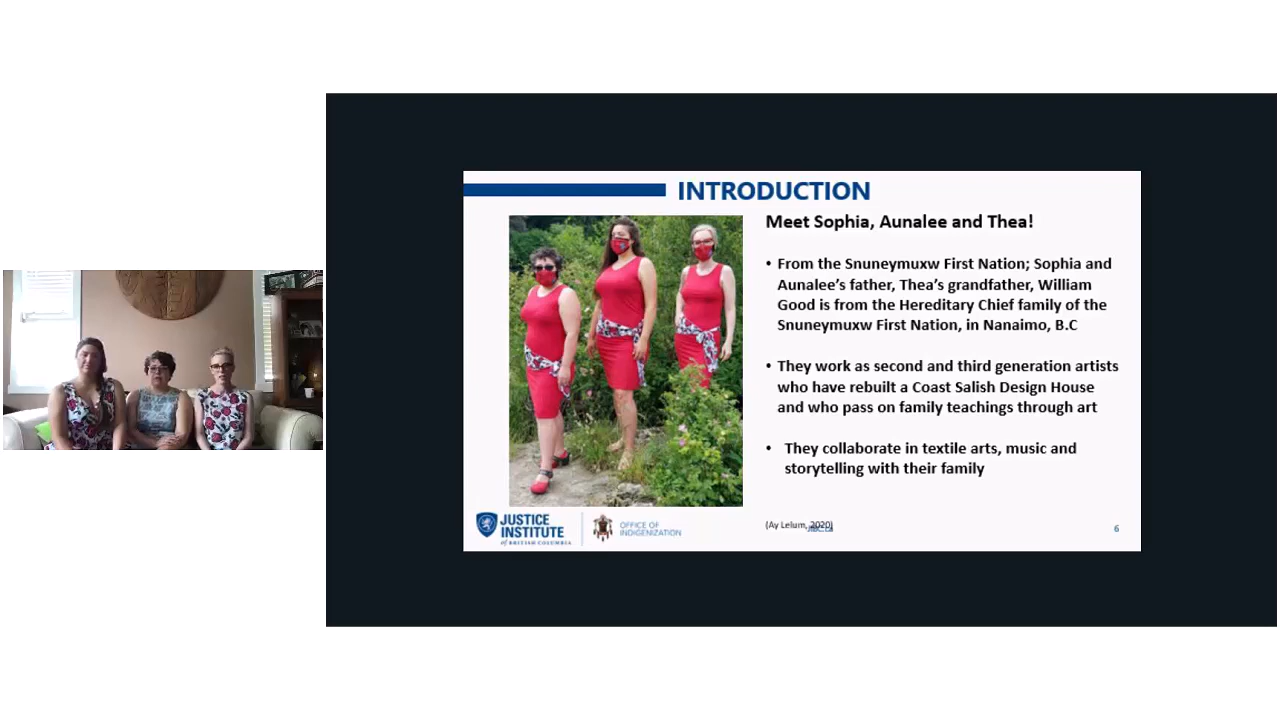 INTRODUCTION
Meet Sophia, Aunalee and Thea!
• From the Snuneymuxw First Nation; Sophia and
Aunalee's father, Thea's grandfather, William
Good is from the Hereditary Chief family of the
Snuneymuxw First Nation, in Nanaimo, B.C
• They work as second and third generation artists
who have rebuilt a Coast Salish Design House
and who pass on family teachings through art
• They collaborate in textile arts, music and
storytelling with their family
JUSTICE
INSTITUTE
of BRITISH COLUMBIA
OFFICE OF
INDIGENIZATION
(Ay Lelum, 2020)
6